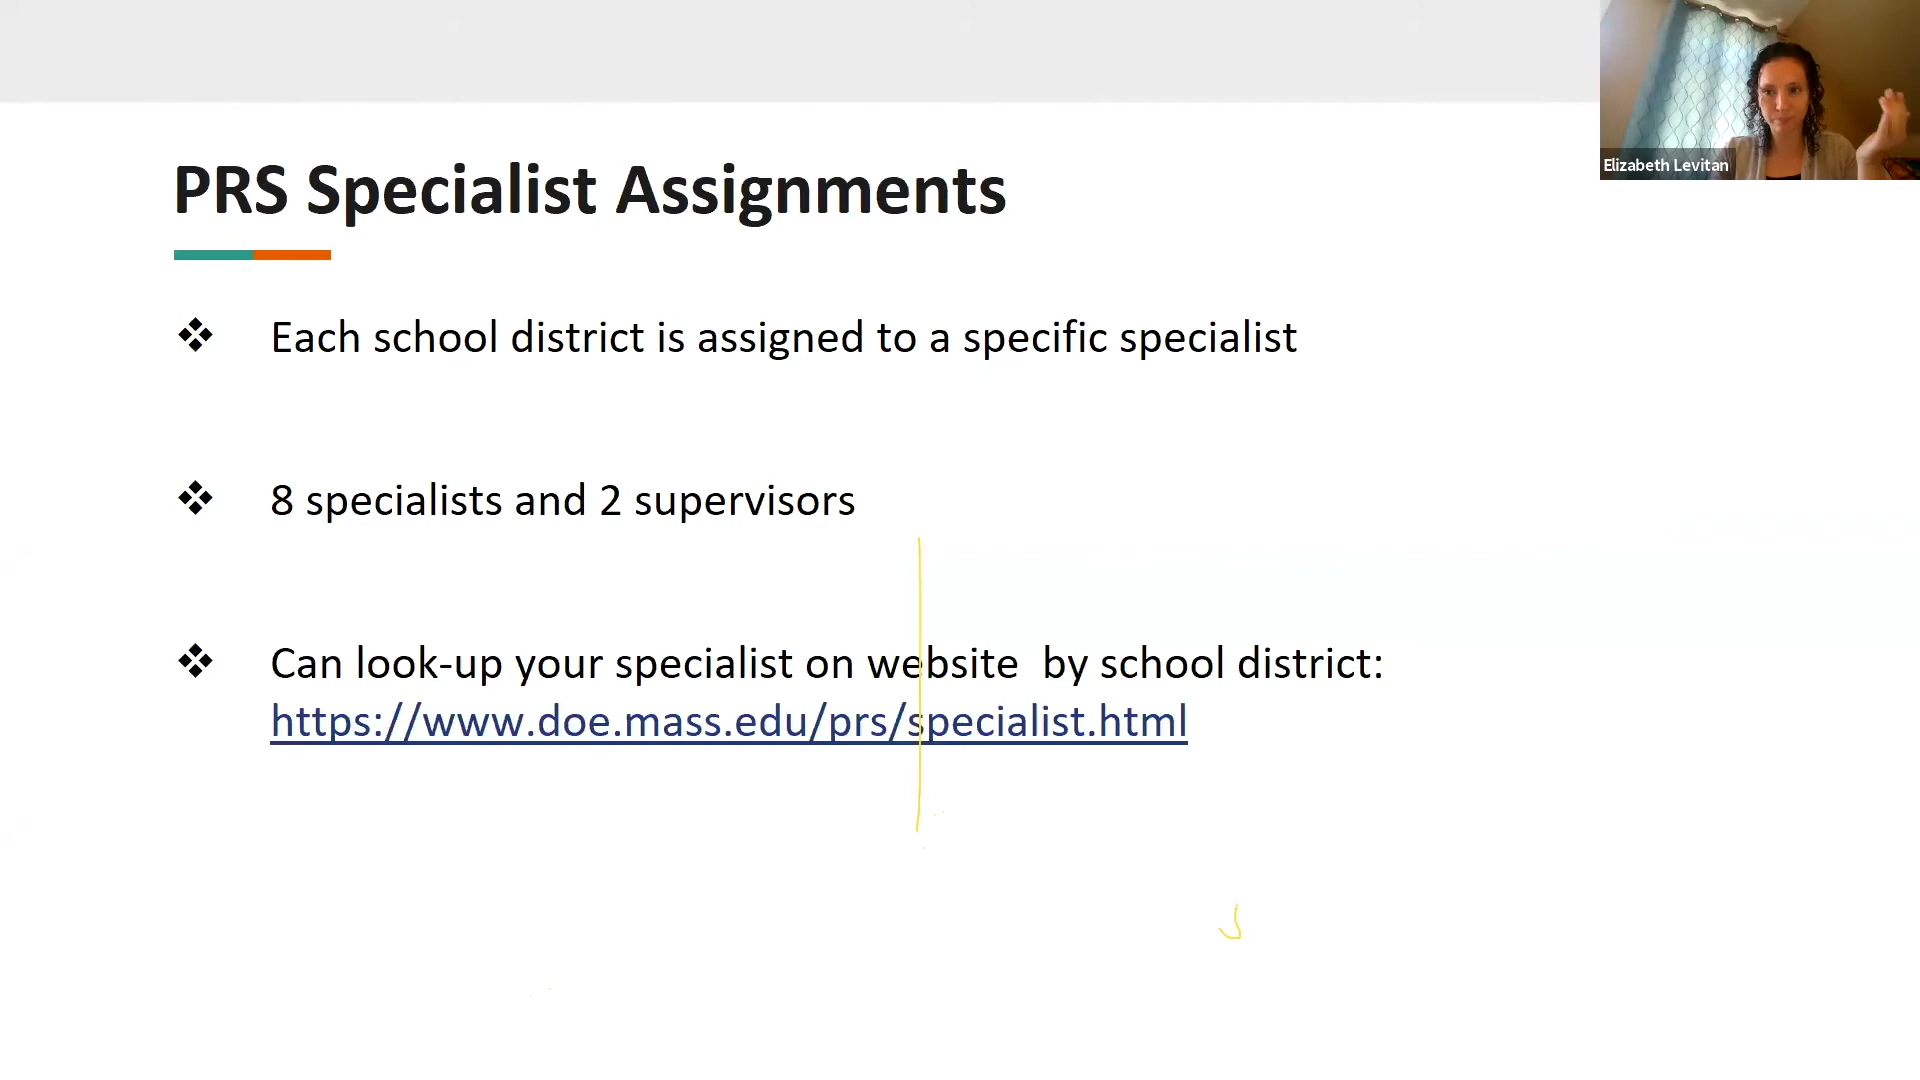 Elizabeth Levitan
PRS Specialist Assignments
❖ Each school district is assigned to a specific specialist
❖ 8 specialists and 2 supervisors
❖ Can look-up your specialist on website  by school district:
https://www.doe.mass.edu/prs/specialist.html